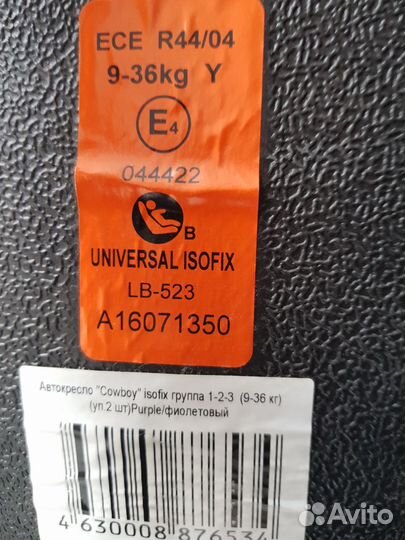 ECE R44/04
9-36kg Y
E4
044422
B
UNIVERSAL ISOFIX
LB-523
A16071350
Автокресло "Cowboy" isofix группа 1-2-3 (9-36 кг)
(уп.2 шт)Purple/фиолетовый
4 630008 876534
Avito